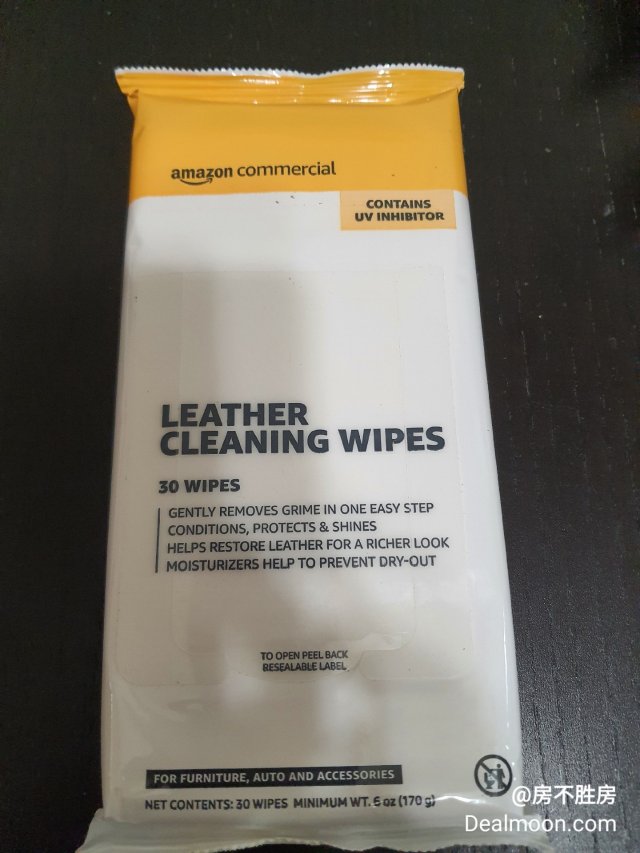 amazon commercial
CONTAINS
UV INHIBITOR
LEATHER
CLEANING WIPES
30 WIPES
GENTLY REMOVES GRIME IN ONE EASY STEP
CONDITIONS, PROTECTS & SHINES
HELPS RESTORE LEATHER FOR A RICHER LOOK
MOISTURIZERS HELP TO PREVENT DRY-OUT
TO OPEN PEEL BACK
RESEALABLE LABEL
FOR FURNITURE, AUTO AND ACCESSORIES
NET CONTENTS: 30 WIPES MINIMUM WT. 6 oz (170 g)
@房不胜房
Dealmoon.com